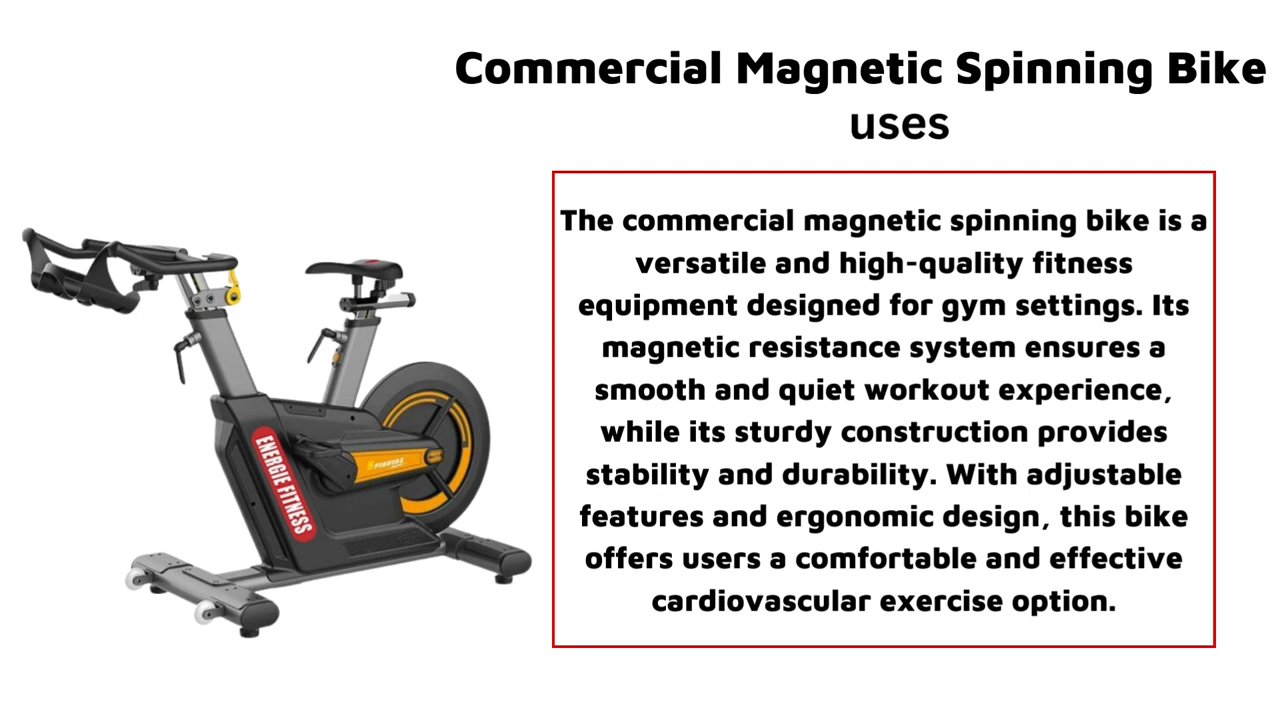 Commercial Magnetic Spinning Bike
uses
The commercial magnetic spinning bike is a
versatile and high-quality fitness
equipment designed for gym settings. Its
magnetic resistance system ensures a
smooth and quiet workout experience,
while its sturdy construction provides
stability and durability. With adjustable
features and ergonomic design, this bike
offers users a comfortable and effective
cardiovascular exercise option.
ENERGIE FITNESS
SPINNING